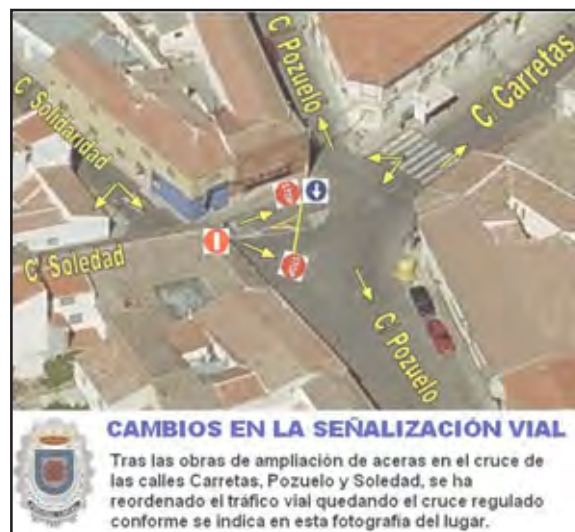 C Pozuelo
C. Carretas
C Solidaridad
STOP
C. Soledad
STOP
C Pozuelo
CAMBIOS EN LA SEÑALIZACIÓN VIAL
Tras las obras de ampliación de aceras en el cruce de
las calles Carretas, Pozuelo y Soledad, se ha
reordenado el tráfico vial quedando el cruce regulado
conforme se indica en esta fotografía del lugar.